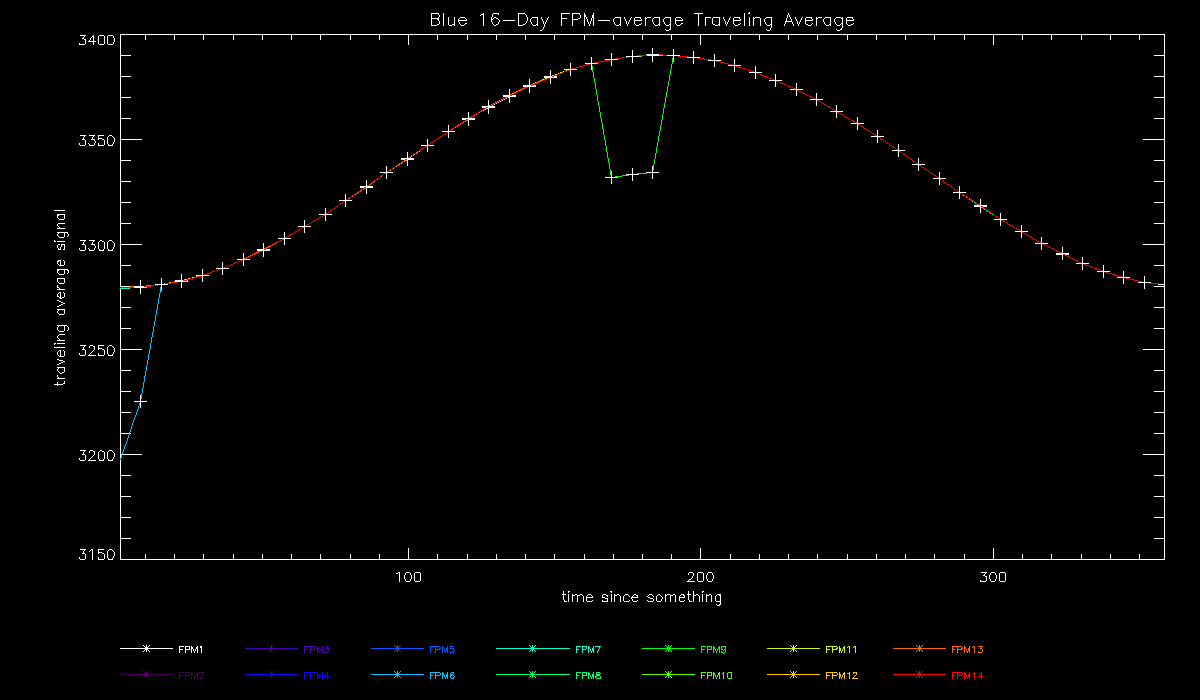 Blue 16-Day FPM-average Traveling Average
3400
3350
3300
3250
3200
3150
traveling average signal
100 200 300
time since something
FPM1 FPM3 FPM5 FPM7 FPM9 FPM11 FPM13
FPM2 FPM4 FPM6 FPM8 FPM10 FPM12 FPM14